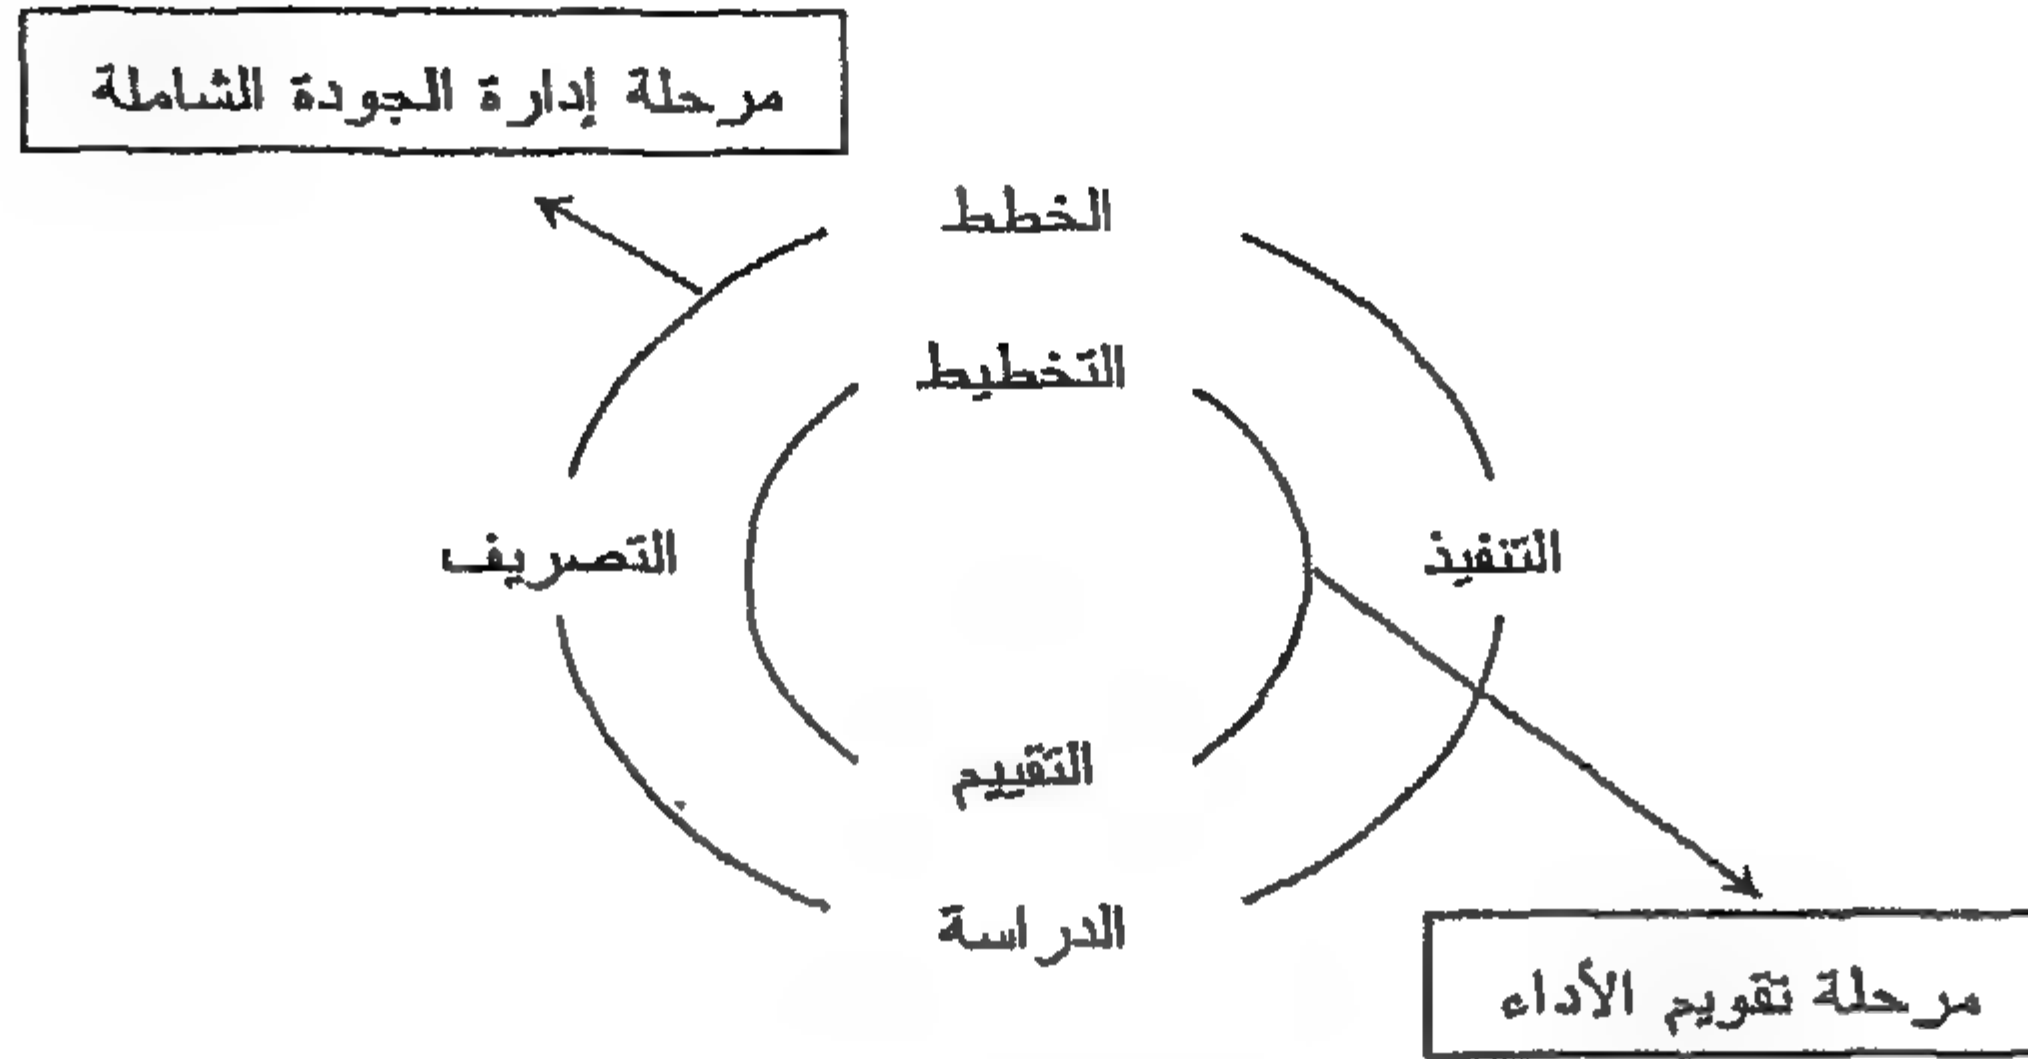 مرحلة إدارة الجودة الشاملة
الخطط
التخطيط
التنفيذ
التصريف
التقييم
الدراسة
مرحلة تقويم الأداء